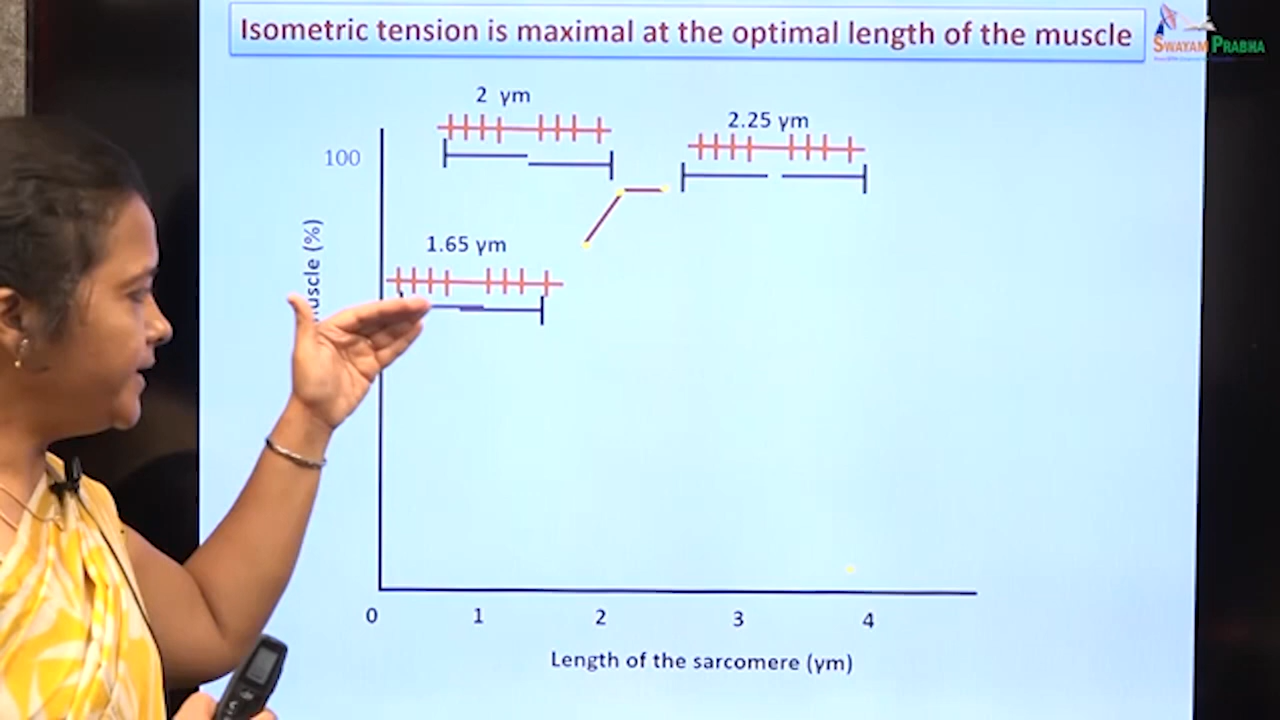 Isometric tension is maximal at the optimal length of the muscle
SWAYAM PRABHA
2 ym
2.25 ym
100
1.65 ym
(%)
0 1 2 3 4
Length of the sarcomere (ym)